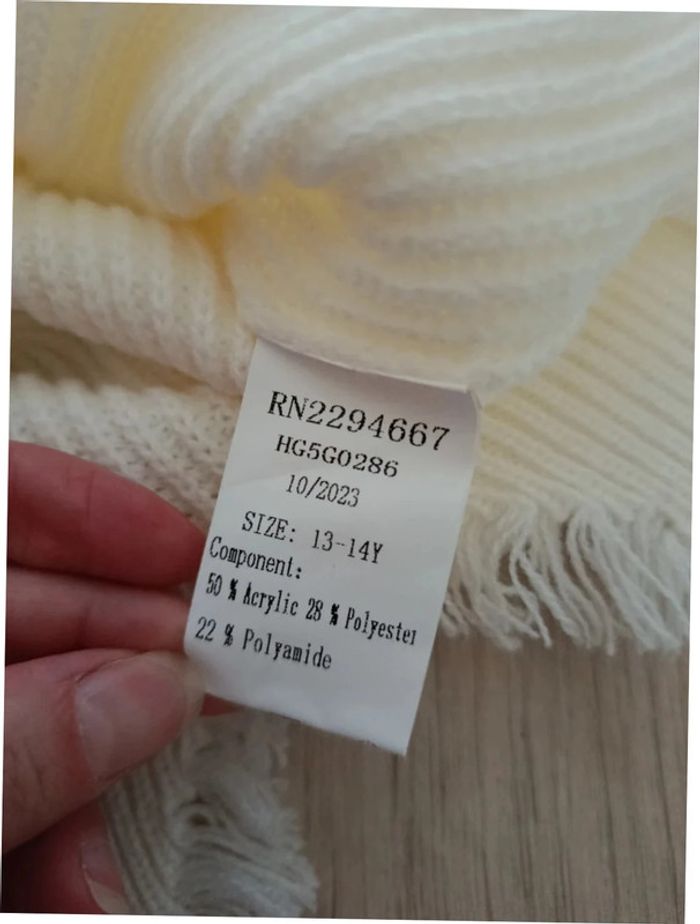 RN2294667
HG5G0286
10/2023
SIZE: 13-14Y
Component:
50 % Acrylic 28 % Polyester
22 % Polyamide